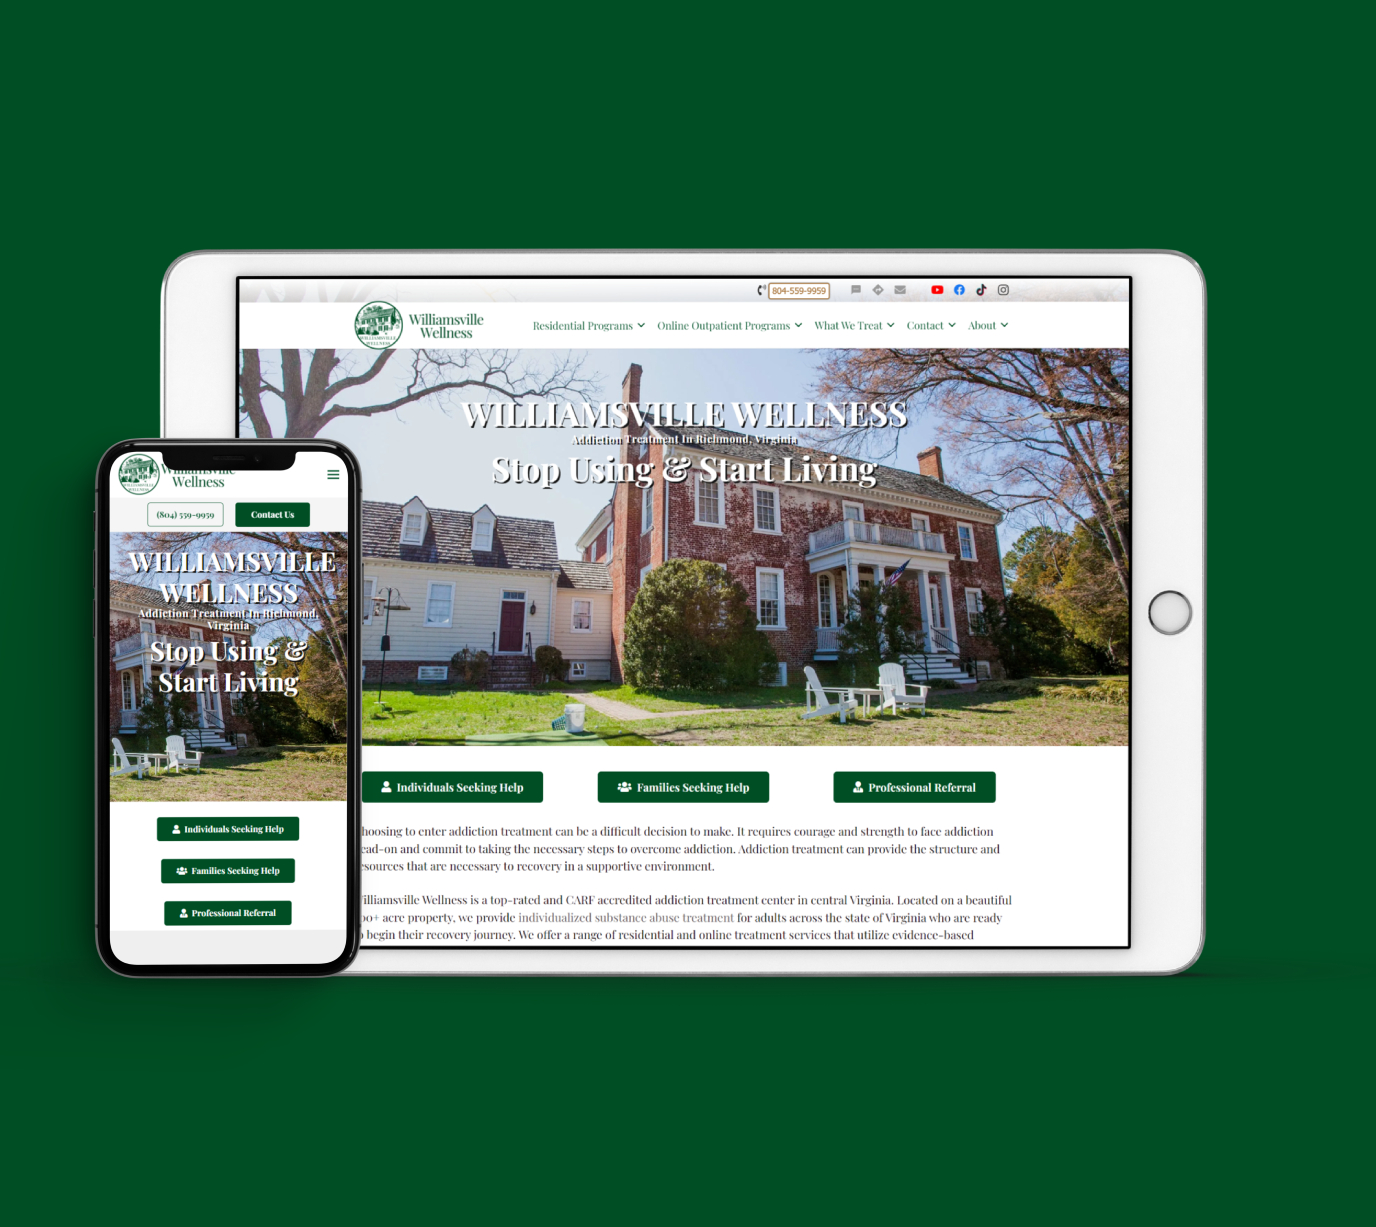 804-559-9959
Williamsville
Wellness
WILLIAMSVILLE
WELLNESS
Residential Programs
Online Outpatient Programs
What We Treat
Contact
About
WILLIAMSVILLE WELLNESS
Addiction Treatment In Richmond, Virginia
Stop Using & Start Living
Individuals Seeking Help
Families Seeking Help
Professional Referral
hoosing to enter addiction treatment can be a difficult decision to make. It requires courage and strength to face addiction
ead-on and commit to taking the necessary steps to overcome addiction. Addiction treatment can provide the structure and
esources that are necessary to recovery in a supportive environment.
illiamsville Wellness is a top-rated and CARF accredited addiction treatment center in central Virginia. Located on a beautiful
00+ acre property, we provide individualized substance abuse treatment for adults across the state of Virginia who are ready
begin their recovery journey. We offer a range of residential and online treatment services that utilize evidence-based
Williamsville
Wellness
(804) 559-9959
Contact Us
WILLIAMSVILLE
WELLNESS
Addiction Treatment In Richmond,
Virginia
Stop Using &
Start Living
Individuals Seeking Help
Families Seeking Help
Professional Referral